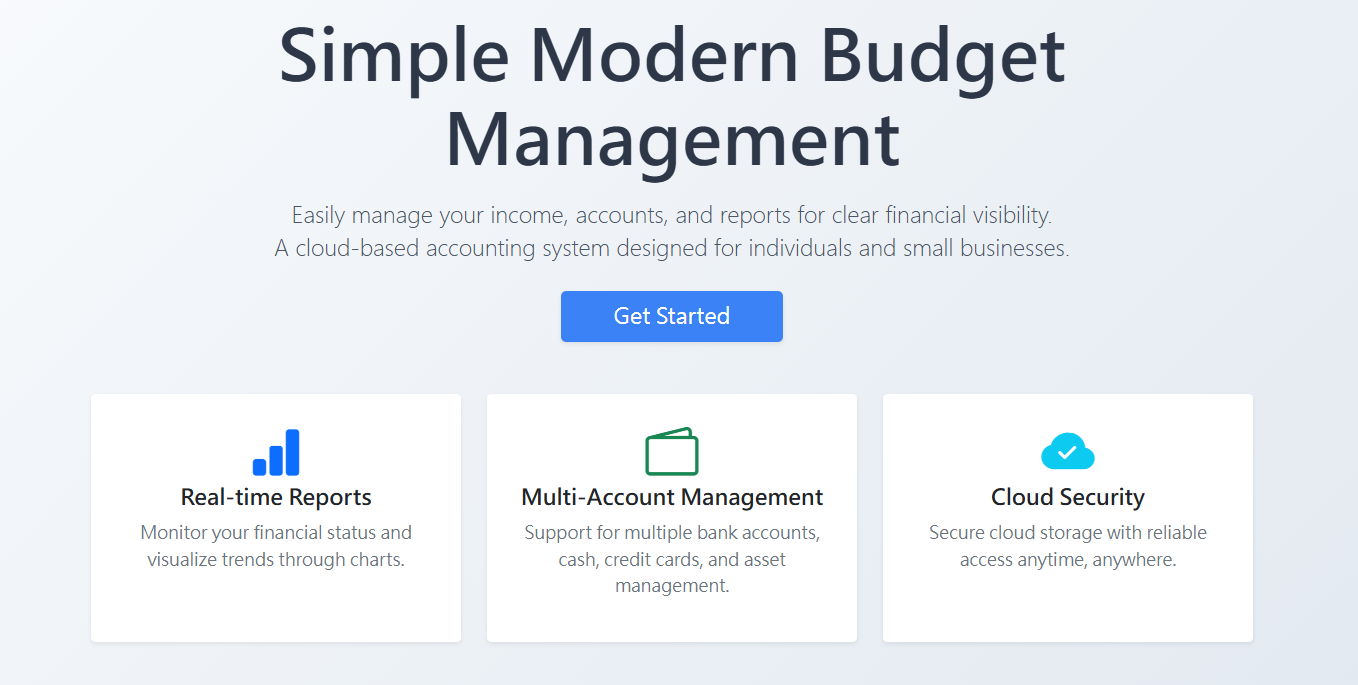 Simple Modern Budget
Management
Easily manage your income, accounts, and reports for clear financial visibility.
A cloud-based accounting system designed for individuals and small businesses.
Get Started
Real-time Reports
Monitor your financial status and
visualize trends through charts.
Multi-Account Management
Support for multiple bank accounts,
cash, credit cards, and asset
management.
Cloud Security
Secure cloud storage with reliable
access anytime, anywhere.